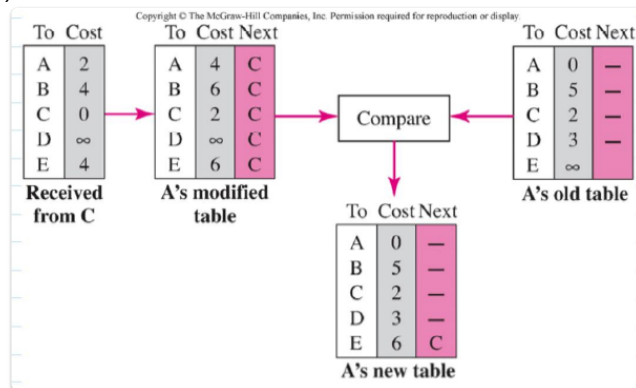 Copyright © The McGraw-Hill Companies, Inc. Permission required for reproduction or display.
To Cost
A 2
B 4
C 0
D ∞
E 4
Received
from C
To Cost Next
A 4 C
B 6 C
C 2 C
D ∞ C
E 6 C
A's modified
table
Compare
To Cost Next
A 0 —
B 5 —
C 2 —
D 3 —
E ∞
A's old table
To Cost Next
A 0 —
B 5 —
C 2 —
D 3 —
E 6 C
A's new table